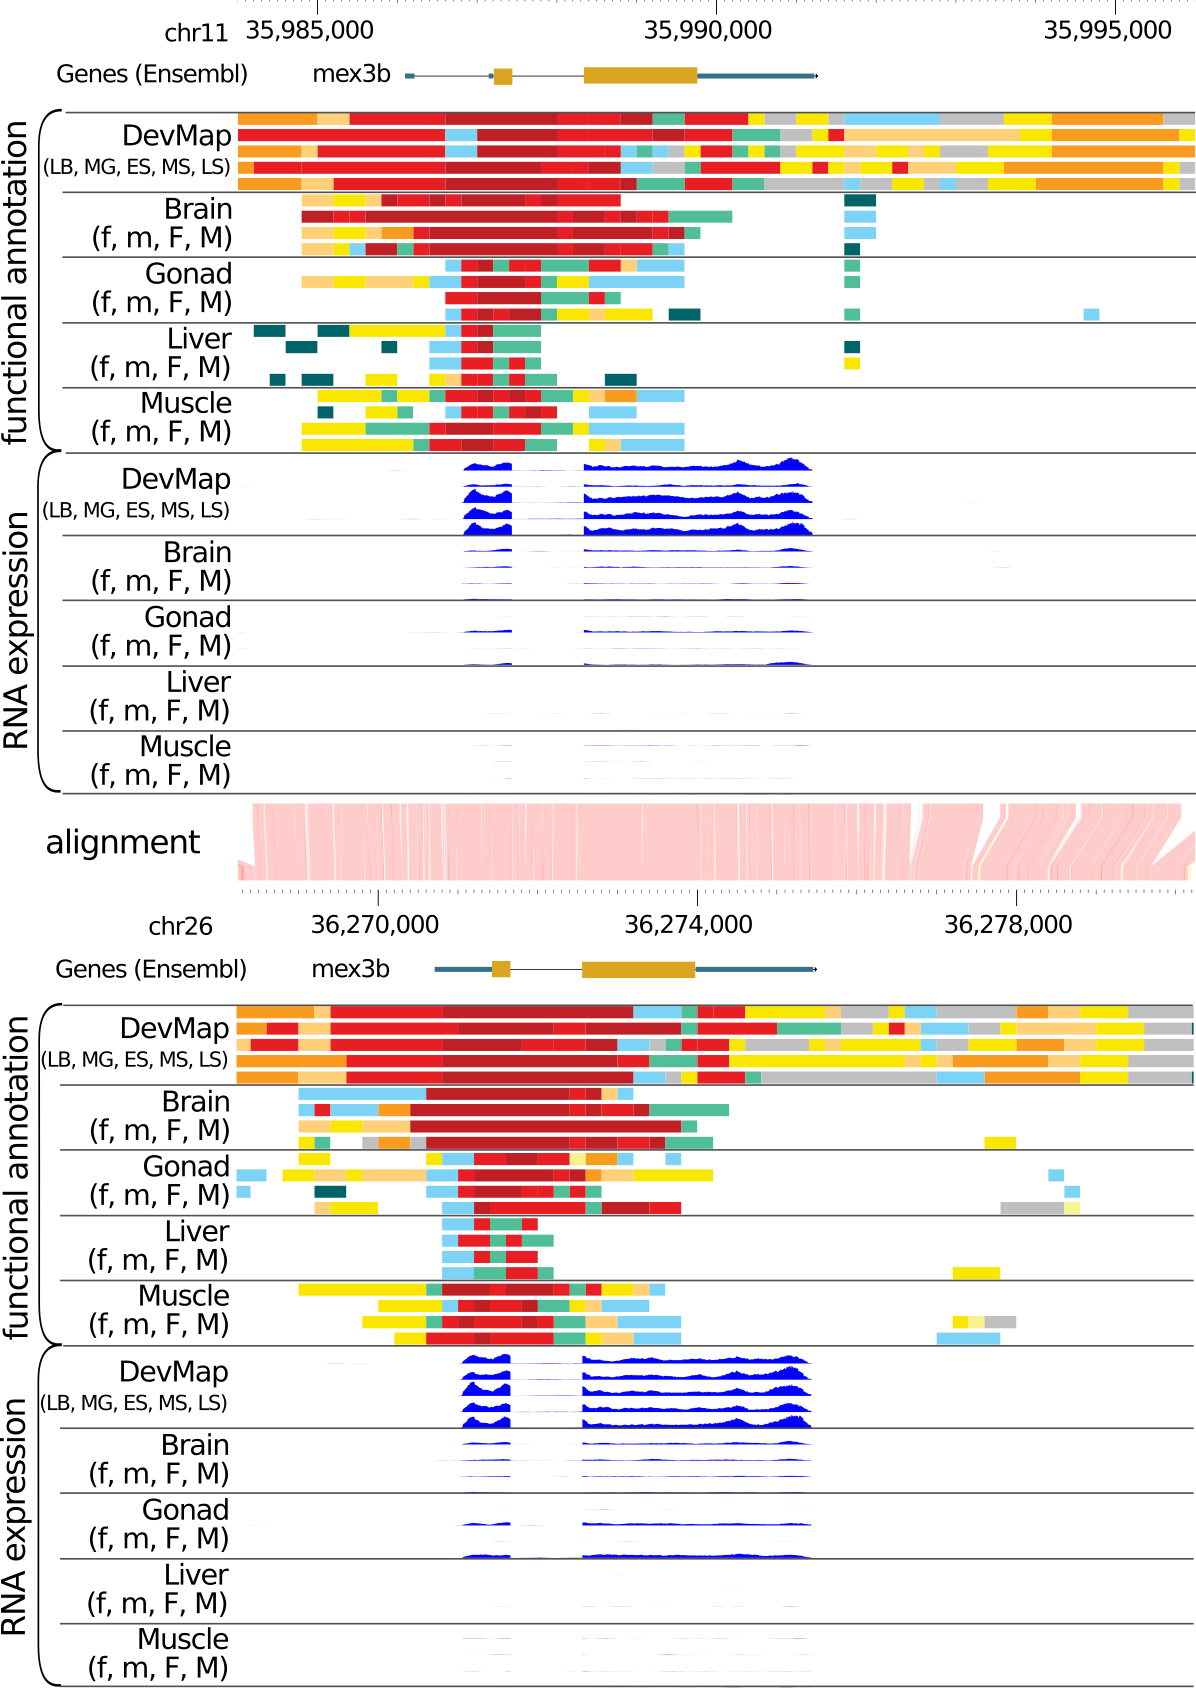 chr11 35,985,000 35,990,000 35,995,000
Genes (Ensembl) mex3b
functional annotation
DevMap
(LB, MG, ES, MS, LS)
Brain
(f, m, F, M)
Gonad
(f, m, F, M)
Liver
(f, m, F, M)
Muscle
(f, m, F, M)
RNA expression
DevMap
(LB, MG, ES, MS, LS)
Brain
(f, m, F, M)
Gonad
(f, m, F, M)
Liver
(f, m, F, M)
Muscle
(f, m, F, M)
alignment
chr26 36,270,000 36,274,000 36,278,000
Genes (Ensembl) mex3b
functional annotation
DevMap
(LB, MG, ES, MS, LS)
Brain
(f, m, F, M)
Gonad
(f, m, F, M)
Liver
(f, m, F, M)
Muscle
(f, m, F, M)
RNA expression
DevMap
(LB, MG, ES, MS, LS)
Brain
(f, m, F, M)
Gonad
(f, m, F, M)
Liver
(f, m, F, M)
Muscle
(f, m, F, M)